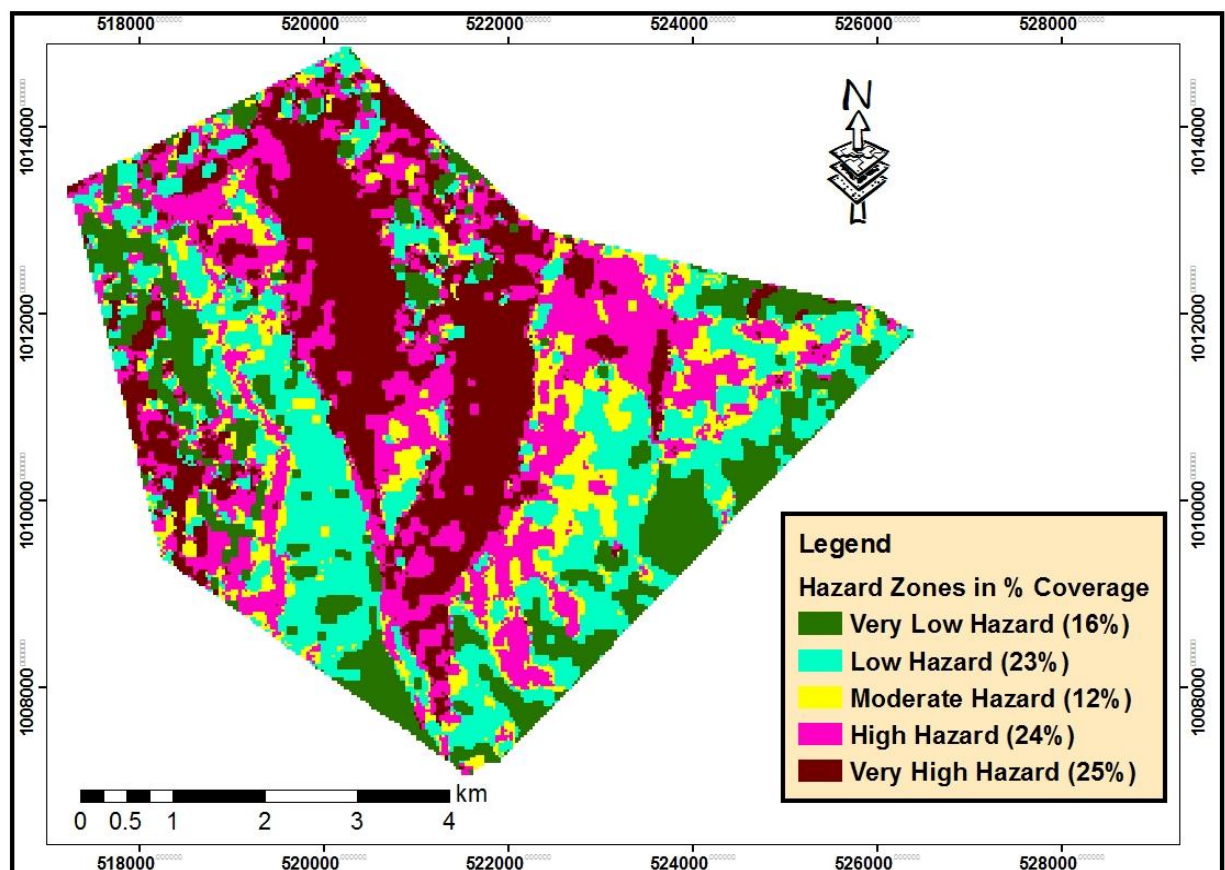 518000 520000 522000 524000 526000 528000
N
1014000 1014000
1012000 1012000
1010000 1010000
1008000 1008000
Legend
Hazard Zones in % Coverage
Very Low Hazard (16%)
Low Hazard (23%)
Moderate Hazard (12%)
High Hazard (24%)
Very High Hazard (25%)
km
0 0.5 1 2 3 4
518000 520000 522000 524000 526000 528000